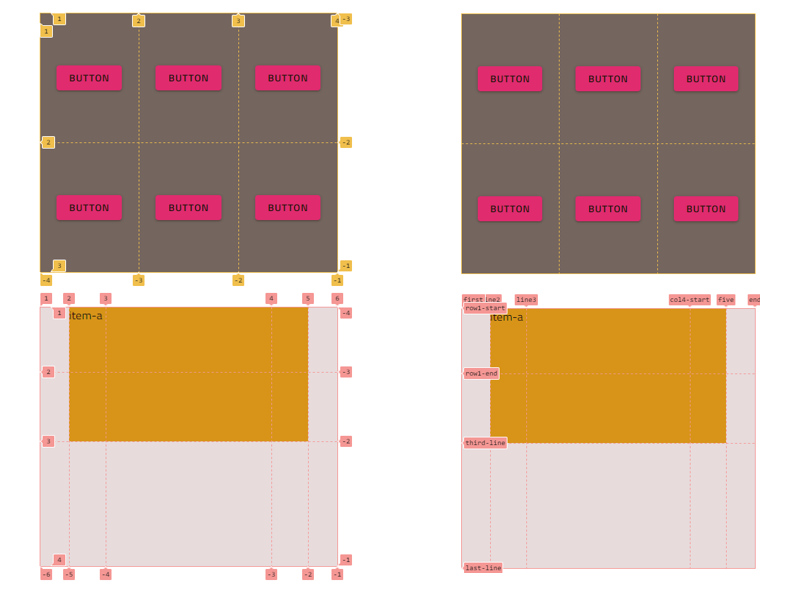 1 2 3 4 -3
1
BUTTON BUTTON BUTTON
2 -2
BUTTON BUTTON BUTTON
3 -1
-4 -3 -2 -1
BUTTON BUTTON BUTTON
BUTTON BUTTON BUTTON
1 2 3 4 5 6
1 item-a -4
2 -3
3 -2
4 -1
-6 -5 -4 -3 -2 -1
first line2 line3 col4-start five end
row1-start
item-a
row1-end
third-line
last-line